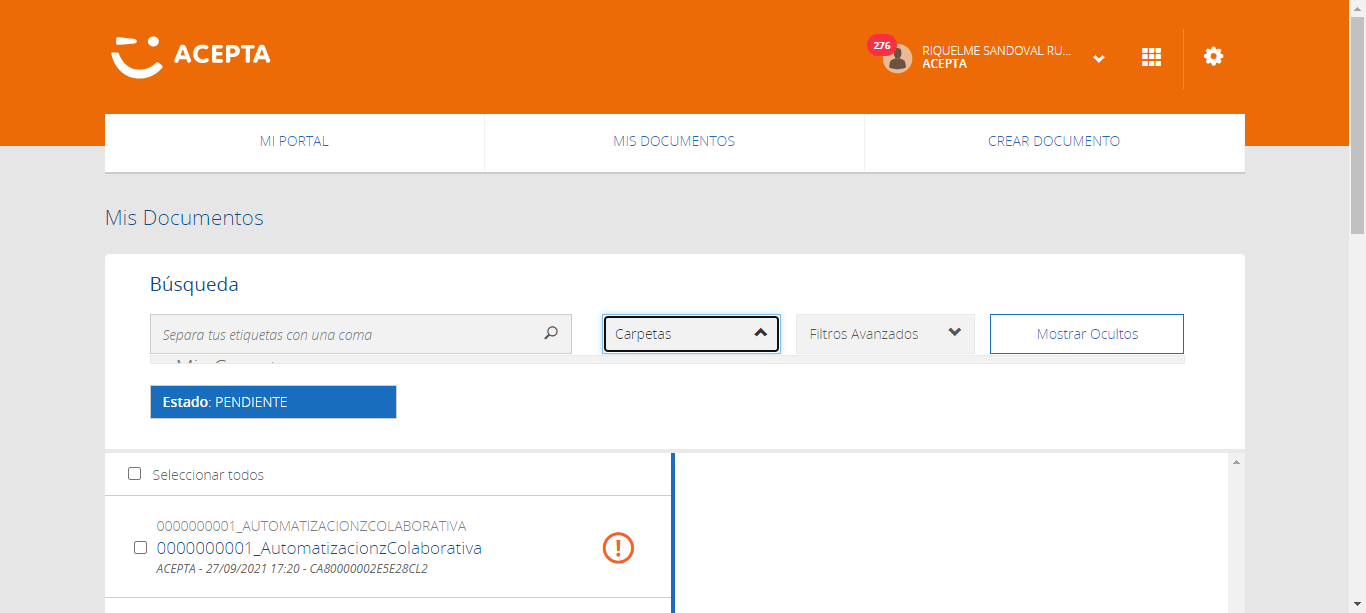 ACEPTA
276
RIQUELME SANDOVAL RU...
ACEPTA
MI PORTAL
MIS DOCUMENTOS
CREAR DOCUMENTO
Mis Documentos
Búsqueda
Separa tus etiquetas con una coma
Carpetas
Filtros Avanzados
Mostrar Ocultos
Estado: PENDIENTE
Seleccionar todos
0000000001_AUTOMATIZACIONZCOLABORATIVA
0000000001_AutomatizacionzColaborativa
ACEPTA - 27/09/2021 17:20 - CA80000002E5E28CL2